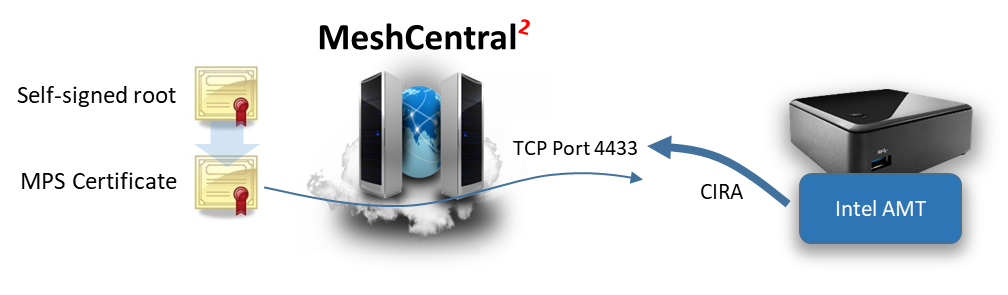 MeshCentral2
Self-signed root
TCP Port 4433
MPS Certificate
CIRA
Intel AMT